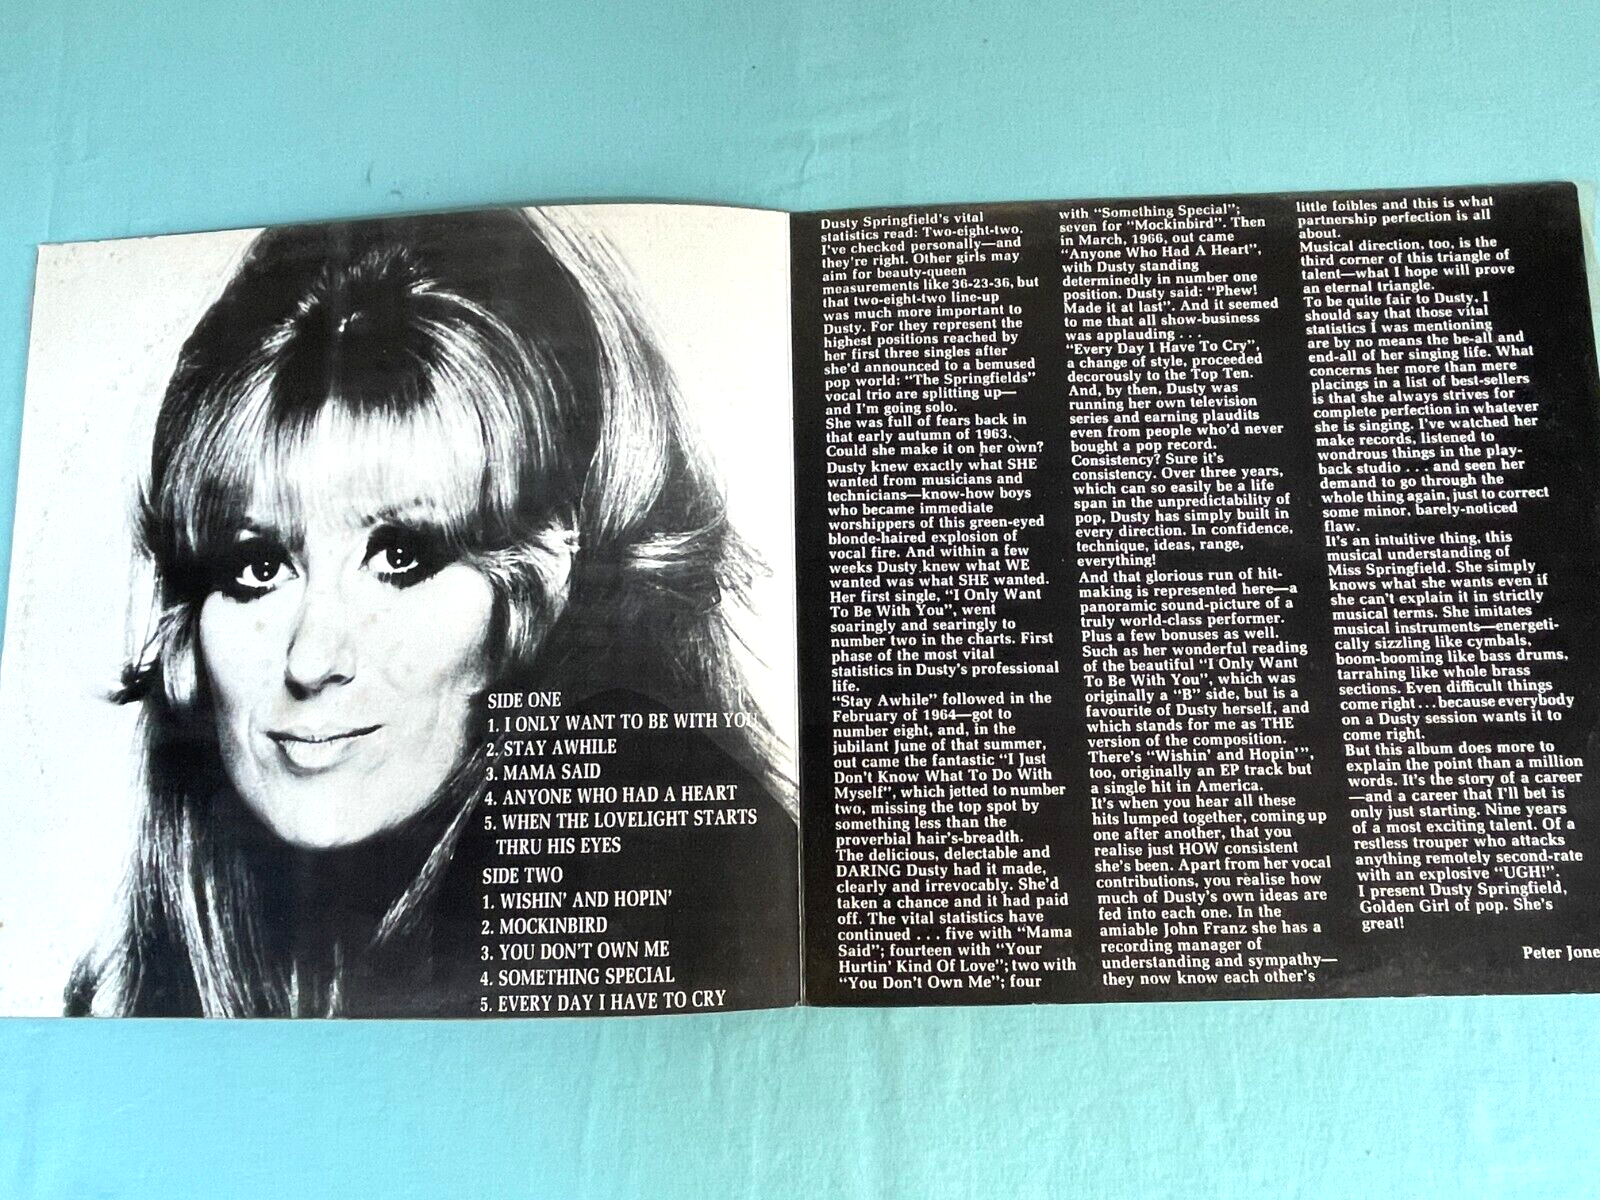 SIDE ONE
1. I ONLY WANT TO BE WITH YOU
2. STAY AWHILE
3. MAMA SAID
4. ANYONE WHO HAD A HEART
5. WHEN THE LOVELIGHT STARTS
THRU HIS EYES
SIDE TWO
1. WISHIN' AND HOPIN'
2. MOCKINBIRD
3. YOU DON'T OWN ME
4. SOMETHING SPECIAL
5. EVERY DAY I HAVE TO CRY
Dusty Springfield's vital
statistics read: Two-eight-two.
I've checked personally—and
they're right. Other girls may
aim for beauty-queen
measurements like 36-23-36, but
that two-eight-two line-up
was much more important to
Dusty. For they represent the
highest positions reached by
her first three singles after
she'd announced to a bemused
pop world: "The Springfields"
vocal trio are splitting up—
and I'm going solo.
She was full of fears back in
that early autumn of 1963.
Could she make it on her own?
Dusty knew exactly what SHE
wanted from musicians and
technicians—know-how boys
who became immediate
worshippers of this green-eyed
blonde-haired explosion of
vocal fire. And within a few
weeks Dusty knew what WE
wanted was what SHE wanted.
Her first single, "I Only Want
To Be With You", went
soaringly and searingly to
number two in the charts. First
phase of the most vital
statistics in Dusty's professional
life.
"Stay Awhile" followed in the
February of 1964—got to
number eight, and, in the
jubilant June of that summer,
out came the fantastic "I Just
Don't Know What To Do With
Myself", which jetted to number
two, missing the top spot by
something less than the
proverbial hair's-breadth.
The delicious, delectable and
DARING Dusty had it made,
clearly and irrevocably. She'd
taken a chance and it had paid
off. The vital statistics have
continued . . . five with "Mama
Said"; fourteen with "Your
Hurtin' Kind Of Love"; two with
"You Don't Own Me"; four
with "Something Special";
seven for "Mockinbird". Then
in March, 1966, out came
"Anyone Who Had A Heart",
with Dusty standing
determinedly in number one
position. Dusty said: "Phew!
Made it at last". And it seemed
to me that all show-business
was applauding . . .
"Every Day I Have To Cry",
a change of style, proceeded
decorously to the Top Ten.
And, by then, Dusty was
running her own television
series and earning plaudits
even from people who'd never
bought a pop record.
Consistency? Sure it's
consistency. Over three years,
which can so easily be a life
span in the unpredictability of
pop, Dusty has simply built in
every direction. In confidence,
technique, ideas, range,
everything!
And that glorious run of hit-
making is represented here—a
panoramic sound-picture of a
truly world-class performer.
Plus a few bonuses as well.
Such as her wonderful reading
of the beautiful "I Only Want
To Be With You", which was
originally a "B" side, but is a
favourite of Dusty herself, and
which stands for me as THE
version of the composition.
There's "Wishin' and Hopin'",
too, originally an EP track but
a single hit in America.
It's when you hear all these
hits lumped together, coming up
one after another, that you
realise just HOW consistent
she's been. Apart from her vocal
contributions, you realise how
much of Dusty's own ideas are
fed into each one. In the
amiable John Franz she has a
recording manager of
understanding and sympathy—
they now know each other's
little foibles and this is what
partnership perfection is all
about.
Musical direction, too, is the
third corner of this triangle of
talent—what I hope will prove
an eternal triangle.
To be quite fair to Dusty, I
should say that those vital
statistics I was mentioning
are by no means the be-all and
end-all of her singing life. What
concerns her more than mere
placings in a list of best-sellers
is that she always strives for
complete perfection in whatever
she is singing. I've watched her
make records, listened to
wondrous things in the play-
back studio . . . and seen her
demand to go through the
whole thing again, just to correct
some minor, barely-noticed
flaw.
It's an intuitive thing, this
musical understanding of
Miss Springfield. She simply
knows what she wants even if
she can't explain it in strictly
musical terms. She imitates
musical instruments—energeti-
cally sizzling like cymbals,
boom-booming like bass drums,
tarrahing like whole brass
sections. Even difficult things
come right . . . because everybody
on a Dusty session wants it to
come right.
But this album does more to
explain the point than a million
words. It's the story of a career
—and a career that I'll bet is
only just starting. Nine years
of a most exciting talent. Of a
restless trouper who attacks
anything remotely second-rate
with an explosive "UGH!".
I present Dusty Springfield,
Golden Girl of pop. She's
great!
Peter Jone